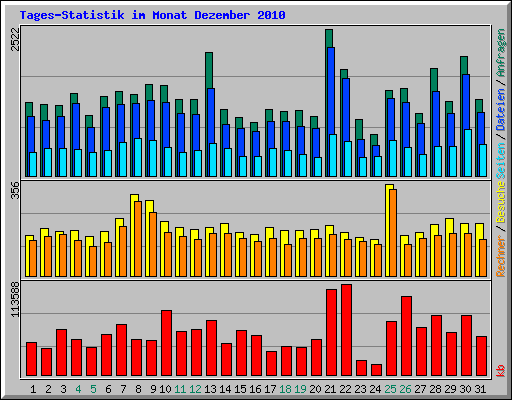 Tages-Statistik im Monat Dezember 2010
2522
356
113588
Rechner / Besuche / Seiten / Dateien / Anfragen
kb
1 2 3 4 5 6 7 8 9 10 11 12 13 14 15 16 17 18 19 20 21 22 23 24 25 26 27 28 29 30 31